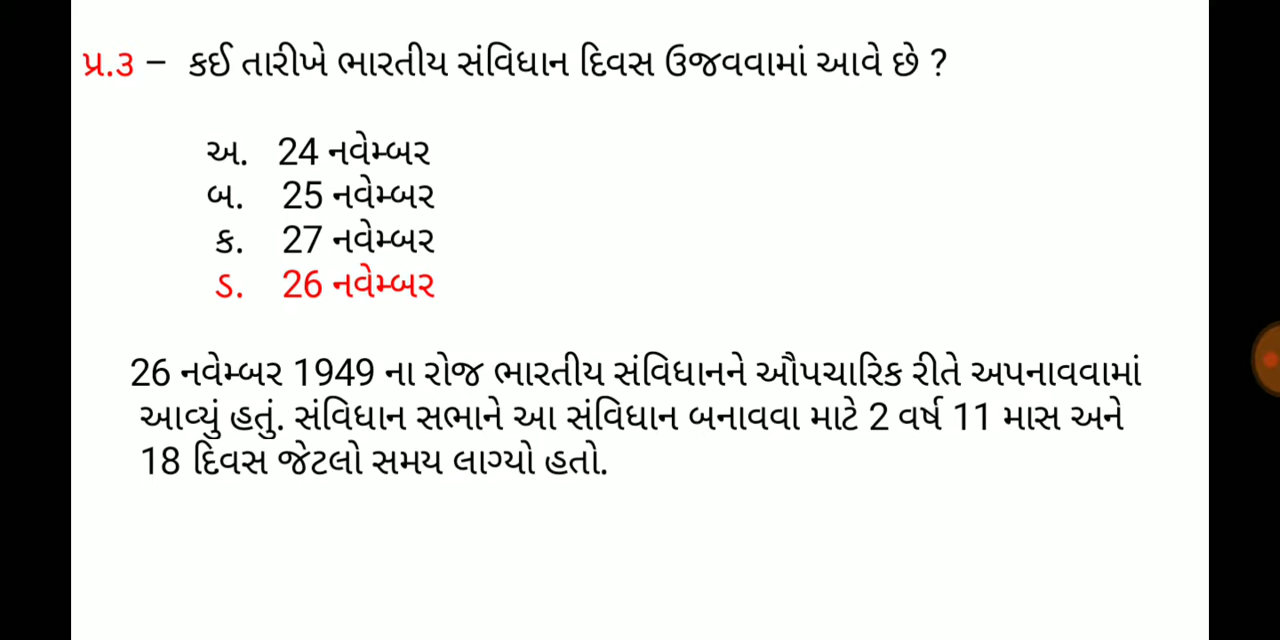 પ્ર.૩ – કઈ તારીખે ભારતીય સંવિધાન દિવસ ઉજવવામાં આવે છે ?
અ. 24 નવેમ્બર
બ. 25 નવેમ્બર
ક. 27 નવેમ્બર
ડ. 26 નવેમ્બર
26 નવેમ્બર 1949 ના રોજ ભારતીય સંવિધાનને ઔપચારિક રીતે અપનાવવામાં
આવ્યું હતું. સંવિધાન સભાને આ સંવિધાન બનાવવા માટે 2 વર્ષ 11 માસ અને
18 દિવસ જેટલો સમય લાગ્યો હતો.